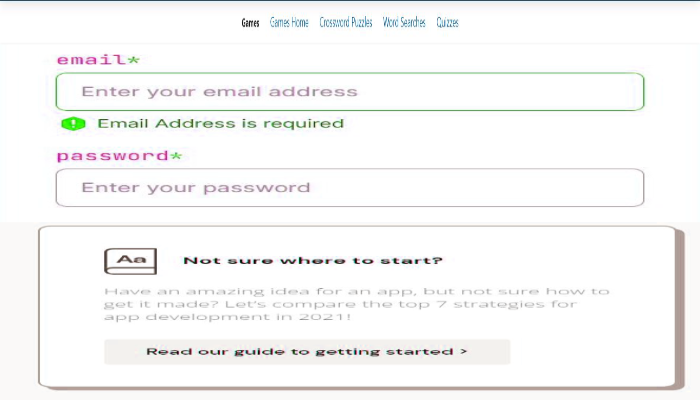 Games Games Home Crossword Puzzles Word Searches Quizzes
email*
Enter your email address
Email Address is required
password*
Enter your password
Aa
Not sure where to start?
Have an amazing idea for an app, but not sure how to
get it made? Let's compare the top 7 strategies for
app development in 2021!
Read our guide to getting started >